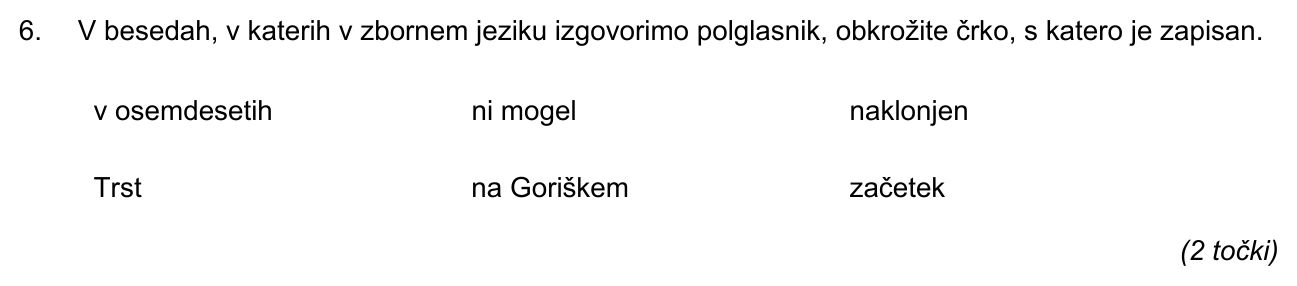 6. V besedah, v katerih v zbornem jeziku izgovorimo polglasnik, obkrožite črko, s katero je zapisan.
v osemdesetih ni mogel naklonjen
Trst na Goriškem začetek
(2 točki)